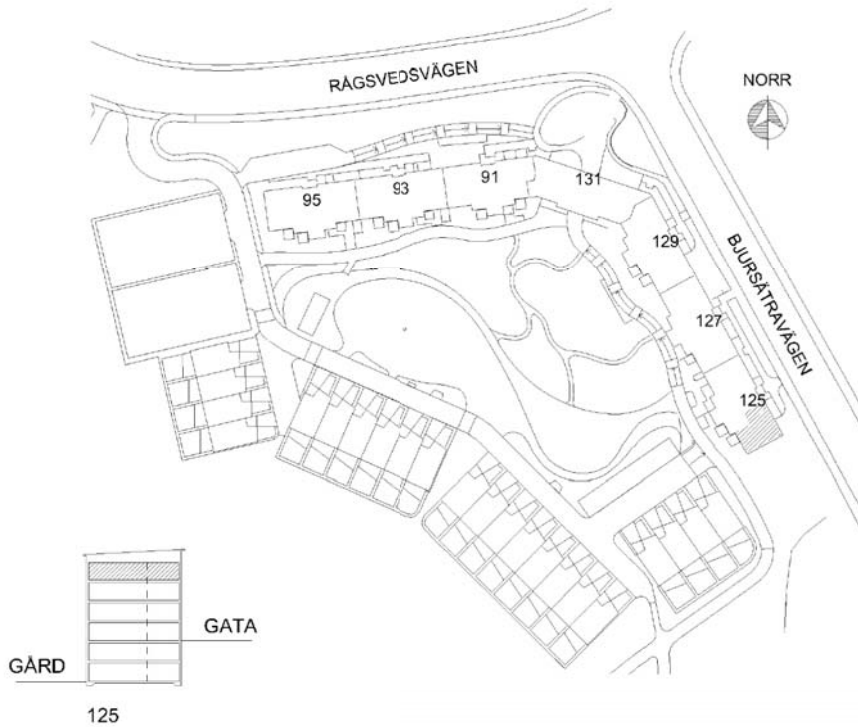 RÅGSVEDSVÄGEN
NORR
91
131
93
95
129
BJURSÄTRAVÄGEN
127
125
GATA
GÅRD
125